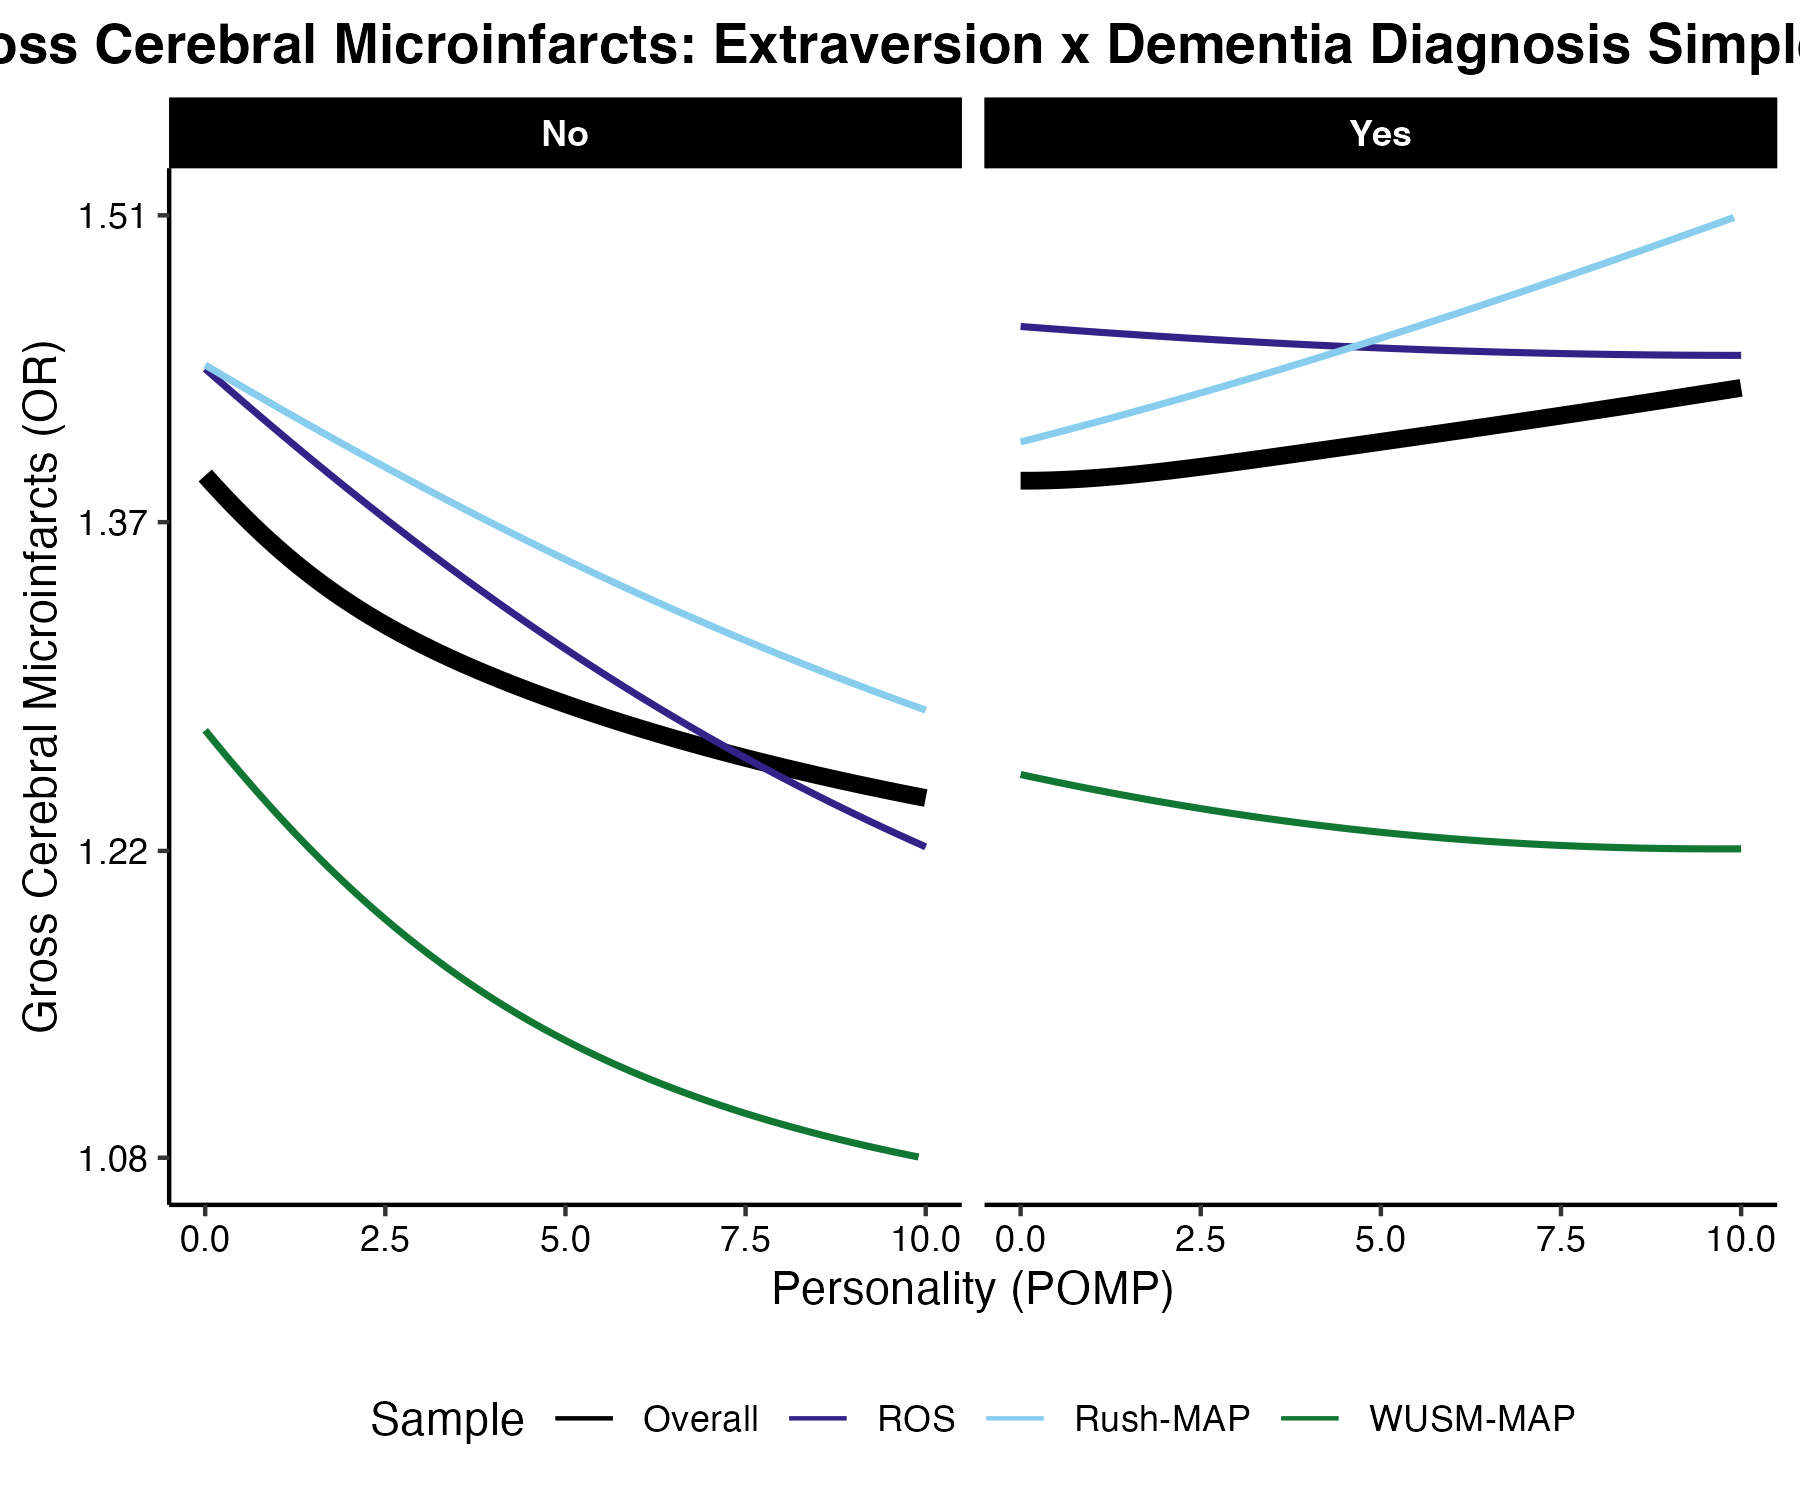 oss Cerebral Microinfarcts: Extraversion x Dementia Diagnosis Simple
No Yes
Gross Cerebral Microinfarcts (OR)
1.51
1.37
1.22
1.08
0.0 2.5 5.0 7.5 10.0 0.0 2.5 5.0 7.5 10.0
Personality (POMP)
Sample Overall ROS Rush-MAP WUSM-MAP